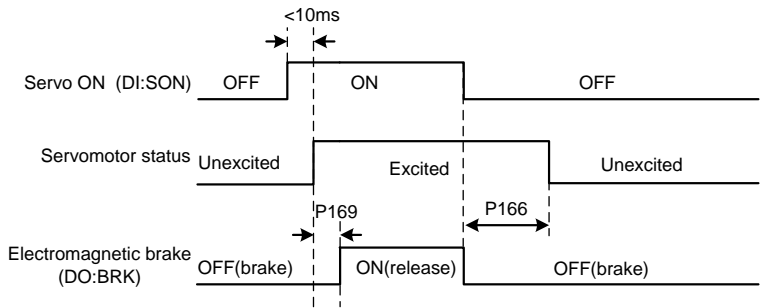 <10ms
Servo ON (DI:SON) OFF ON OFF
Servomotor status Unexcited Excited Unexcited
P169 P166
Electromagnetic brake
(DO:BRK) OFF(brake) ON(release) OFF(brake)